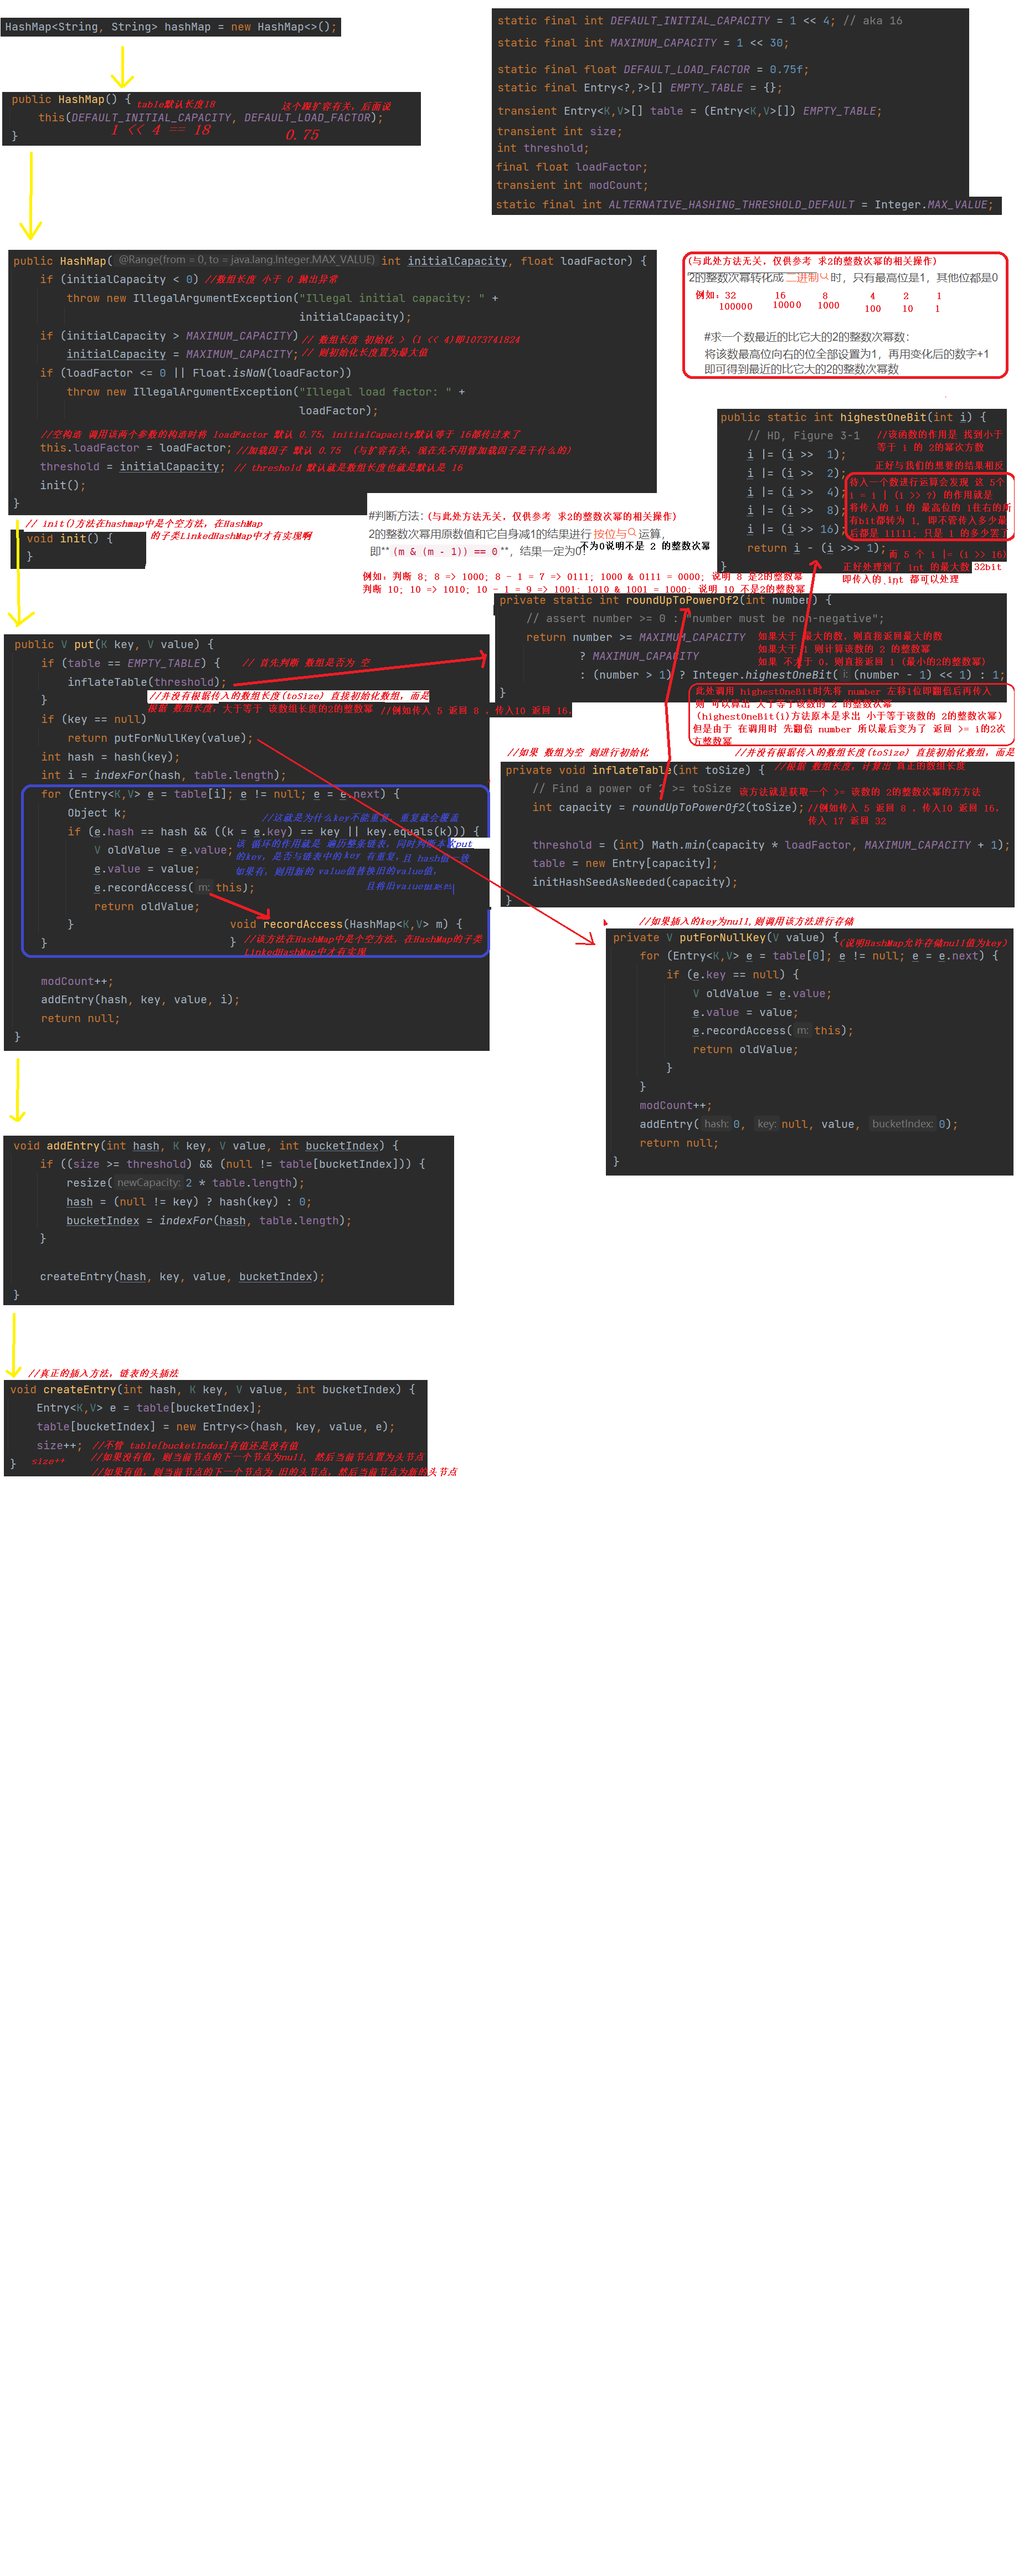 HashMap<String, String> hashMap = new HashMap<>();
static final int DEFAULT_INITIAL_CAPACITY = 1 << 4; // aka 16
static final int MAXIMUM_CAPACITY = 1 << 30;
static final float DEFAULT_LOAD_FACTOR = 0.75f;
static final Entry<?,?>[] EMPTY_TABLE = {};
transient Entry<K,V>[] table = (Entry<K,V>[]) EMPTY_TABLE;
transient int size;
int threshold;
final float loadFactor;
transient int modCount;
static final int ALTERNATIVE_HASHING_THRESHOLD_DEFAULT = Integer.MAX_VALUE;
public HashMap() {
table默认长度18
这个跟扩容有关，后面说
this(DEFAULT_INITIAL_CAPACITY, DEFAULT_LOAD_FACTOR);
1 << 4 == 18
0.75
}
public HashMap( @Range(from = 0, to = java.lang.Integer.MAX_VALUE) int initialCapacity, float loadFactor) {
if (initialCapacity < 0) //数组长度 小于 0 抛出异常
throw new IllegalArgumentException("Illegal initial capacity: " +
initialCapacity);
if (initialCapacity > MAXIMUM_CAPACITY) // 数组长度 初始化 > (1 << 4)即1073741824
initialCapacity = MAXIMUM_CAPACITY; // 则初始化长度置为最大值
if (loadFactor <= 0 || Float.isNaN(loadFactor))
throw new IllegalArgumentException("Illegal load factor: " +
loadFactor);
//空构造 调用该两个参数的构造时将 loadFactor 默认 0.75，initialCapacity默认等于 16都传过来了
this.loadFactor = loadFactor; //加载因子 默认 0.75 （与扩容有关，现在先不用管加载因子是干什么的）
threshold = initialCapacity; // threshold 默认就是数组长度也就是默认是 16
init();
}
// init()方法在hashmap中是个空方法，在HashMap
的子类LinkedHashMap中才有实现啊
void init() {
}
(与此处方法无关，仅供参考 求2的整数次幂的相关操作)
2的整数次幂转化成 二进制 时，只有最高位是1，其他位都是0
例如：32 16 8 4 2 1
100000 10000 1000 100 10 1
#求一个数最近的比它大的2的整数次幂数：
将该数最高位向右的位全部设置为1，再用变化后的数字+1
即可得到最近的比它大的2的整数次幂数
public static int highestOneBit(int i) {
// HD, Figure 3-1 //该函数的作用是 找到小于
等于 i 的 2的幂次方数
i |= (i >> 1);
正好与我们的想要的结果相反
i |= (i >> 2);
i |= (i >> 4);
i |= (i >> 8);
i |= (i >> 16);
return i - (i >>> 1);
}
待入一个数进行运算会发现 这 5个
i = i | (i >> ?) 的作用就是
将传入的 i 的 最高位的 1在右的所
有bit都转为 1, 即不管传入多少最
后都是 11111; 只是 1 的多少罢了
而 5 个 i |= (i >> 16)
正好处理到了 int 的最大数 32bit
即传入的 int 都可以处理
#判断方法：(与此处方法无关，仅供参考 求2的整数次幂的相关操作)
2的整数次幂用原数值和它自身减1的结果进行 按位与 运算，
即**(m & (m - 1)) == 0**，结果一定为0! 不为0说明不是 2 的整数次幂
例如：判断 8; 8 => 1000; 8 - 1 = 7 => 0111; 1000 & 0111 = 0000; 说明 8 是2的整数幂
判断 10; 10 => 1010; 10 - 1 = 9 => 1001; 1010 & 1001 = 1000; 说明 10 不是2的整数幂
private static int roundUpToPowerOf2(int number) {
// assert number >= 0 : "number must be non-negative";
return number >= MAXIMUM_CAPACITY 如果大于 最大的数，则直接返回最大的数
? MAXIMUM_CAPACITY 如果大于 1 则计算该数的 2 的整数幂
: (number > 1) ? Integer.highestOneBit( i: (number - 1) << 1) : 1;
如果 不大于 0，则直接返回 1 (最小的2的整数幂)
}
此处调用 highestOneBit时先将 number 左移1位即翻倍后再传入
则 可以算出 大于等于该数的 2 的整数次幂
(highestOneBit(i)方法原本是求出 小于等于该数的 2的整数次幂)
但是由于 在调用时 先翻倍 number 所以最后变为了 返回 >= i的2次
方整数幂
public V put(K key, V value) {
if (table == EMPTY_TABLE) { // 首先判断 数组是否为 空
inflateTable(threshold);
} //并没有根据传入的数组长度(toSize) 直接初始化数组，而是
根据 数组长度，大于等于 该数组长度的2的整数幂 //例如传入 5 返回 8 ，传入10 返回 16，
if (key == null)
return putForNullKey(value);
int hash = hash(key);
int i = indexFor(hash, table.length);
for (Entry<K,V> e = table[i]; e != null; e = e.next) {
Object k; //这就是为什么key不能重复，重复就会覆盖
if (e.hash == hash && ((k = e.key) == key || key.equals(k))) {
V oldValue = e.value;
e.value = value;
e.recordAccess( m: this);
return oldValue;
}
}
该 循环的作用就是 遍历整条链表，同时判断本次put
的key，是否与链表中的key 有重复，且 hash值一致
如果有，则用新的 value值替换旧的value值，
且将旧value值
void recordAccess(HashMap<K,V> m) {
}
//该方法在HashMap中是个空方法，在HashMap的子类
LinkedHashMap中才有实现
modCount++;
addEntry(hash, key, value, i);
return null;
}
//如果 数组为空 则进行初始化
//并没有根据传入的数组长度(toSize) 直接初始化数组，而是
private void inflateTable(int toSize) { //根据 数组长度，计算出 真正的数组长度
// Find a power of 2 >= toSize 该方法就是获取一个 >= 该数的 2的整数次幂的方方法
int capacity = roundUpToPowerOf2(toSize); //例如传入 5 返回 8 ，传入10 返回 16，
传入 17 返回 32
threshold = (int) Math.min(capacity * loadFactor, MAXIMUM_CAPACITY + 1);
table = new Entry[capacity];
initHashSeedAsNeeded(capacity);
}
//如果插入的key为null,则调用该方法进行存储
private V putForNullKey(V value) { (说明HashMap允许存储null值为key)
for (Entry<K,V> e = table[0]; e != null; e = e.next) {
if (e.key == null) {
V oldValue = e.value;
e.value = value;
e.recordAccess( m: this);
return oldValue;
}
}
modCount++;
addEntry( hash: 0, key: null, value, bucketIndex: 0);
return null;
}
void addEntry(int hash, K key, V value, int bucketIndex) {
if ((size >= threshold) && (null != table[bucketIndex])) {
resize( newCapacity: 2 * table.length);
hash = (null != key) ? hash(key) : 0;
bucketIndex = indexFor(hash, table.length);
}
createEntry(hash, key, value, bucketIndex);
}
//真正的插入方法，链表的头插法
void createEntry(int hash, K key, V value, int bucketIndex) {
Entry<K,V> e = table[bucketIndex];
table[bucketIndex] = new Entry<>(hash, key, value, e);
size++; //不管 table[bucketIndex]有值还是没有值
} size++ //如果没有值，则当前节点的下一个节点为null, 然后当前节点置为头节点
//如果有值，则当前节点的下一个节点为 旧的头节点，然后当前节点为新的头节点